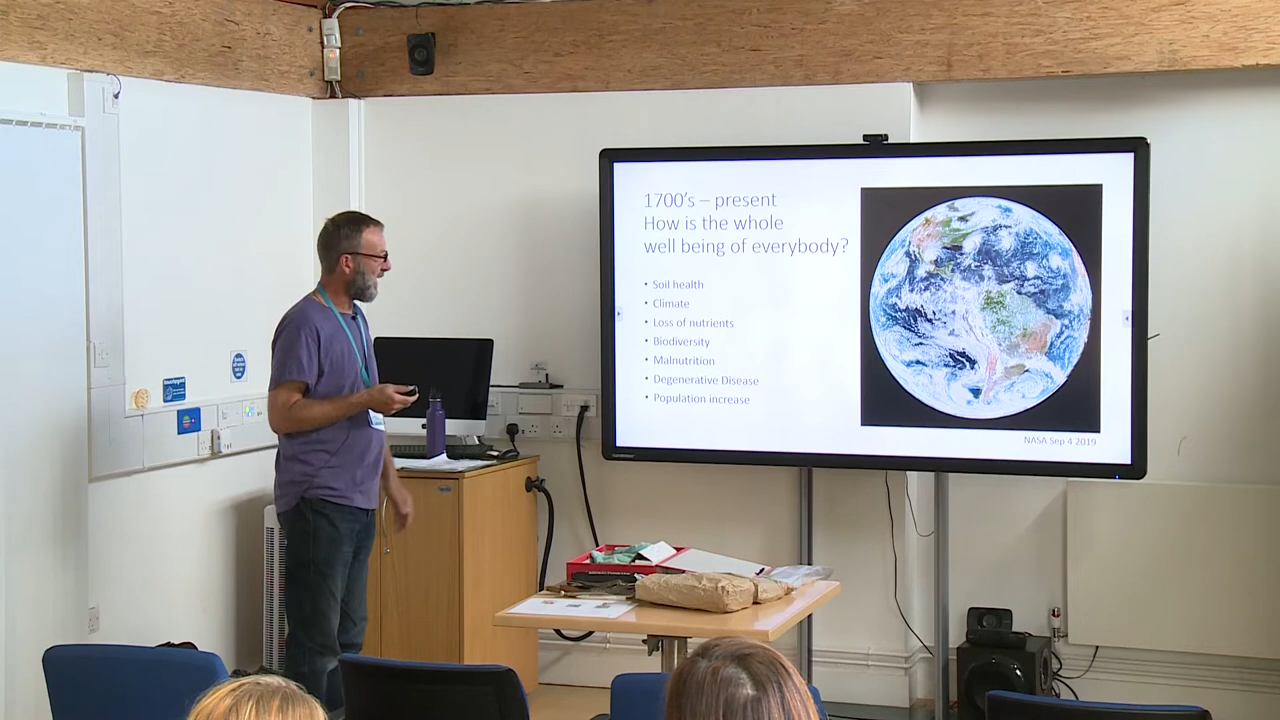 1700's – present
How is the whole
well being of everybody?
• Soil health
• Climate
• Loss of nutrients
• Biodiversity
• Malnutrition
• Degenerative Disease
• Population increase
NASA Sep 4 2019